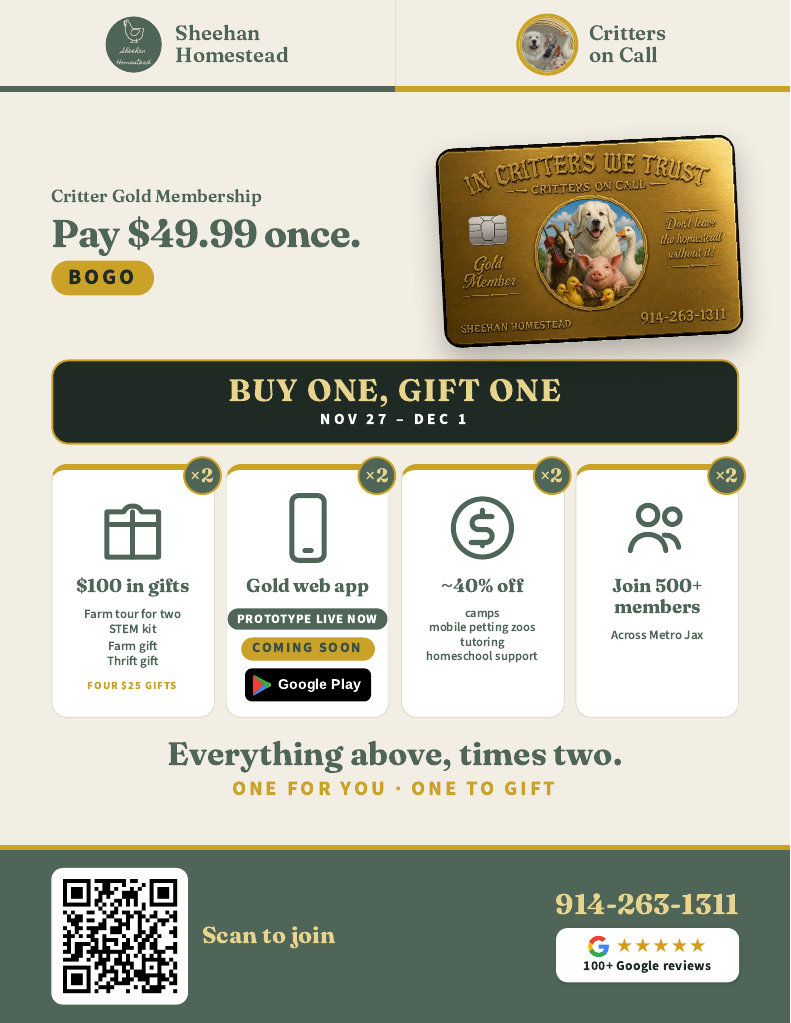 Sheehan
Homestead
Sheehan
Homestead
Critters
on Call
Critter Gold Membership
Pay $49.99 once.
BOGO
IN CRITTERS WE TRUST
CRITTERS ON CALL
Gold
Member
Don't leave
the homestead
without it!
SHEEHAN HOMESTEAD
914-263-1311
BUY ONE, GIFT ONE
NOV 27 – DEC 1
×2
×2
×2
×2
$100 in gifts
Farm tour for two
STEM kit
Farm gift
Thrift gift
FOUR $25 GIFTS
Gold web app
PROTOTYPE LIVE NOW
COMING SOON
Google Play
~40% off
camps
mobile petting zoos
tutoring
homeschool support
Join 500+
members
Across Metro Jax
Everything above, times two.
ONE FOR YOU · ONE TO GIFT
Scan to join
914-263-1311
G ★★★★★
100+ Google reviews